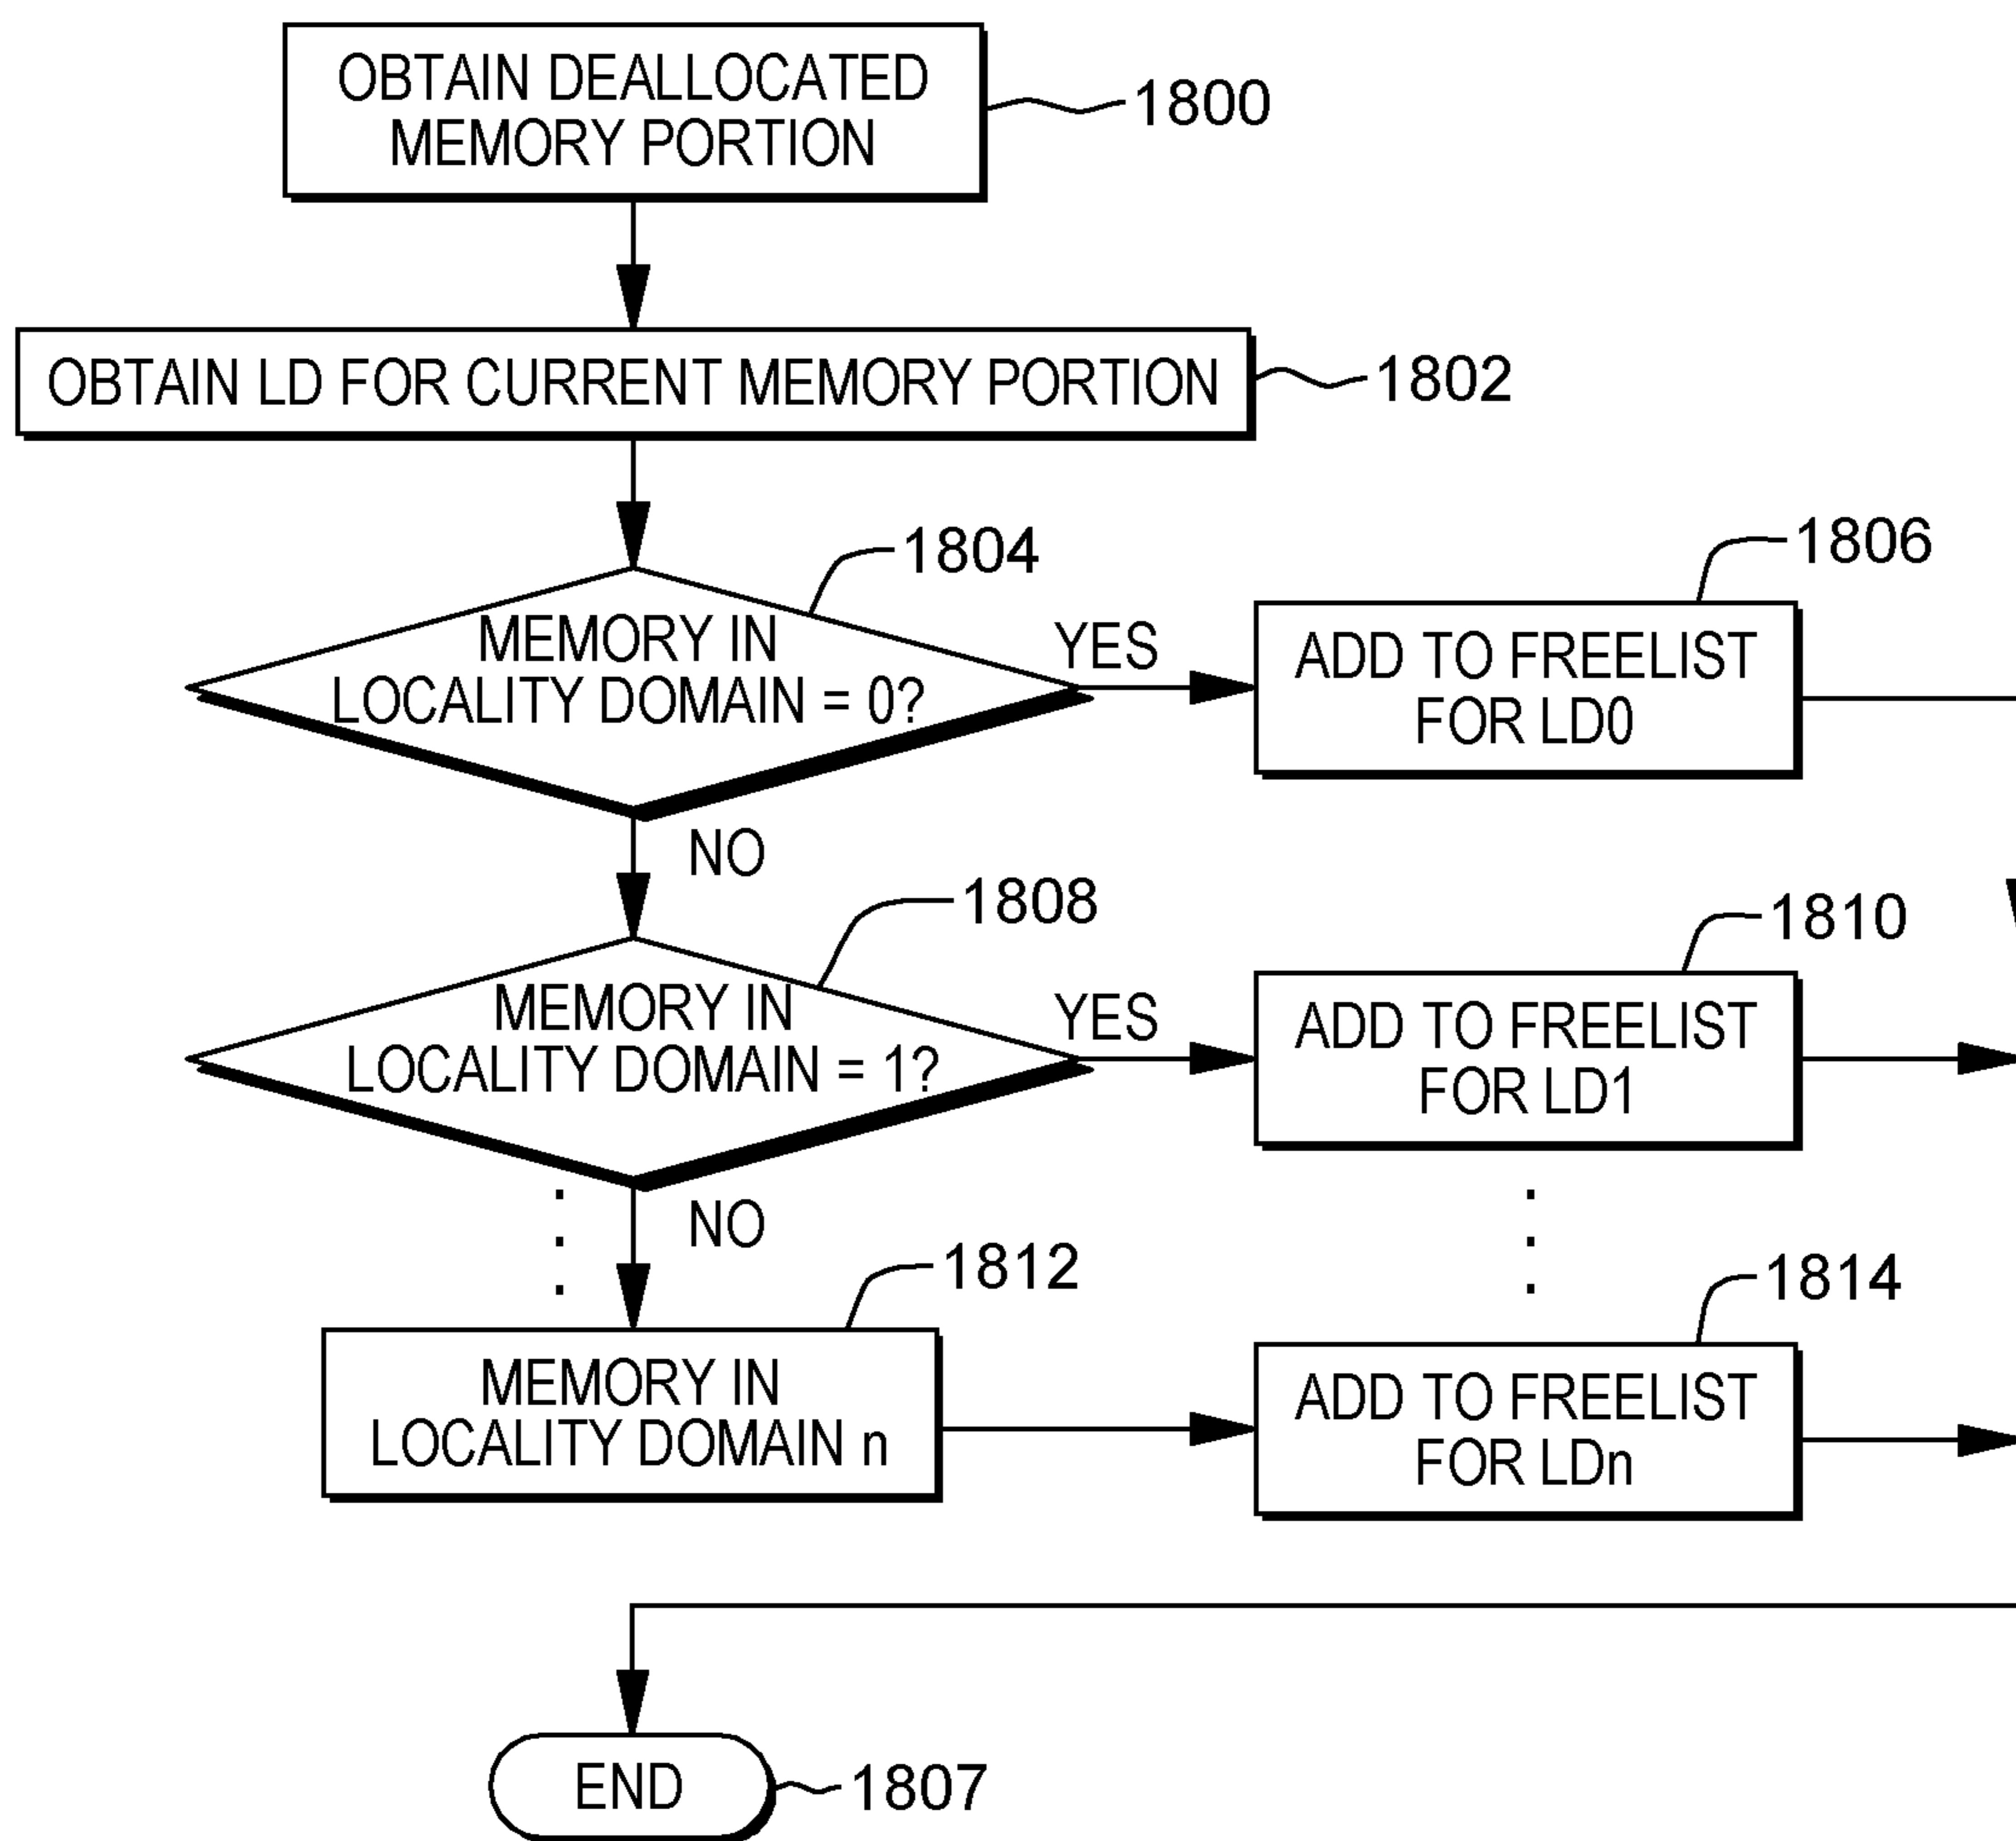 OBTAIN DEALLOCATED
MEMORY PORTION
1800
OBTAIN LD FOR CURRENT MEMORY PORTION
1802
1804
MEMORY IN
LOCALITY DOMAIN = 0?
YES
1806
ADD TO FREELIST
FOR LD0
NO
1808
MEMORY IN
LOCALITY DOMAIN = 1?
YES
1810
ADD TO FREELIST
FOR LD1
NO
1812
MEMORY IN
LOCALITY DOMAIN n
1814
ADD TO FREELIST
FOR LDn
END
1807